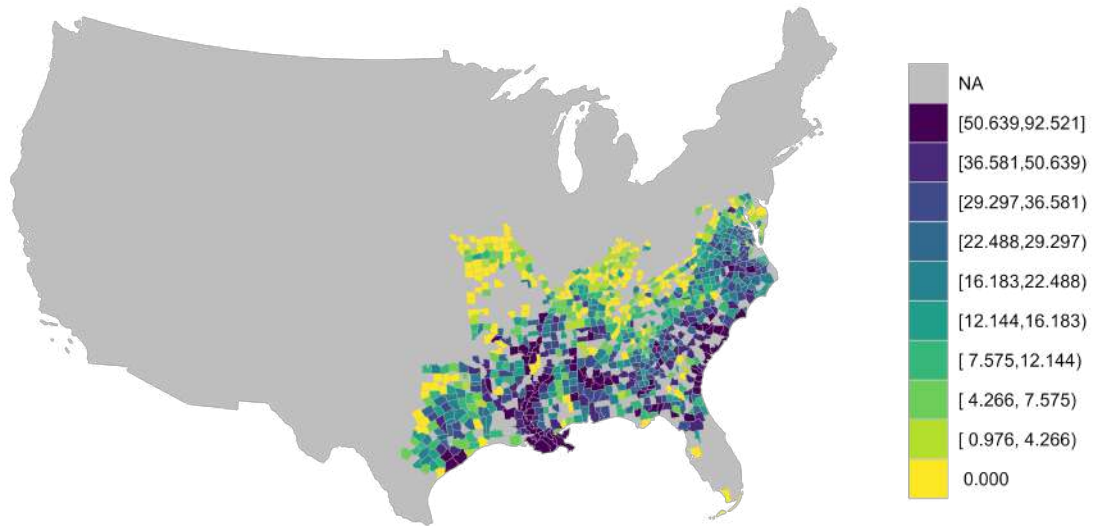 NA
[50.639,92.521]
[36.581,50.639)
[29.297,36.581)
[22.488,29.297)
[16.183,22.488)
[12.144,16.183)
[ 7.575,12.144)
[ 4.266, 7.575)
[ 0.976, 4.266)
0.000